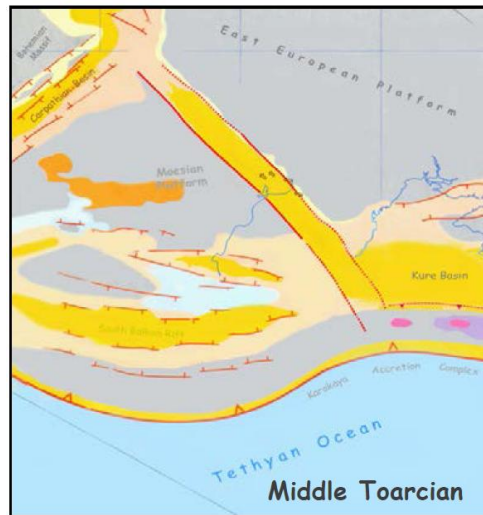 East European Platform
Bohemian
Massif
Carpathian Basin
Moesian
Platform
Kure Basin
South Balkan Rift
Karakaya Accretion Complex
Tethyan Ocean
Middle Toarcian